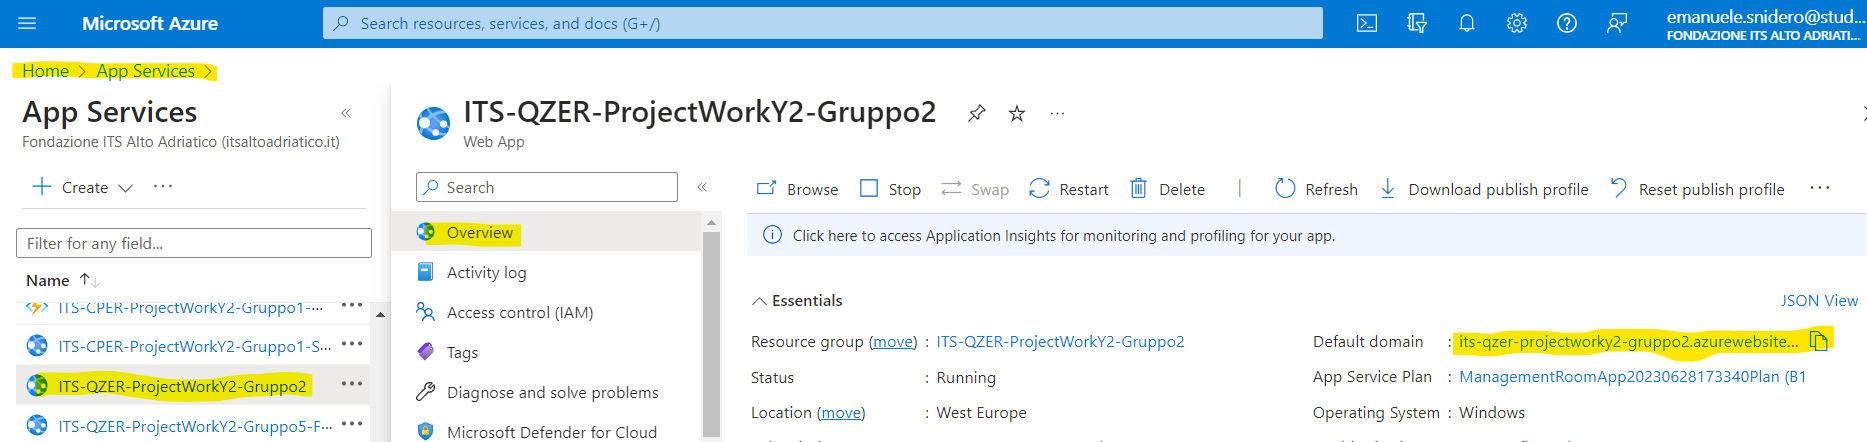 Microsoft Azure
Search resources, services, and docs (G+/)
emanuele.snidero@stud...
FONDAZIONE ITS ALTO ADRIATI...
Home > App Services >
App Services
Fondazione ITS Alto Adriatico (itsaltoadriatico.it)
Create
Filter for any field...
Name
ITS-CPER-ProjectWorkY2-Gruppo1-...
ITS-CPER-ProjectWorkY2-Gruppo1-S...
ITS-QZER-ProjectWorkY2-Gruppo2
ITS-QZER-ProjectWorkY2-Gruppo5-F...
ITS-QZER-ProjectWorkY2-Gruppo2
Web App
Search
Overview
Activity log
Access control (IAM)
Tags
Diagnose and solve problems
Microsoft Defender for Cloud
Browse Stop Swap Restart Delete Refresh Download publish profile Reset publish profile
Click here to access Application Insights for monitoring and profiling for your app.
Essentials
JSON View
Resource group (move) : ITS-QZER-ProjectWorkY2-Gruppo2
Status : Running
Location (move) : West Europe
Default domain : its-qzer-projectworky2-gruppo2.azurewebsite...
App Service Plan : ManagementRoomApp20230628173340Plan (B1
Operating System : Windows